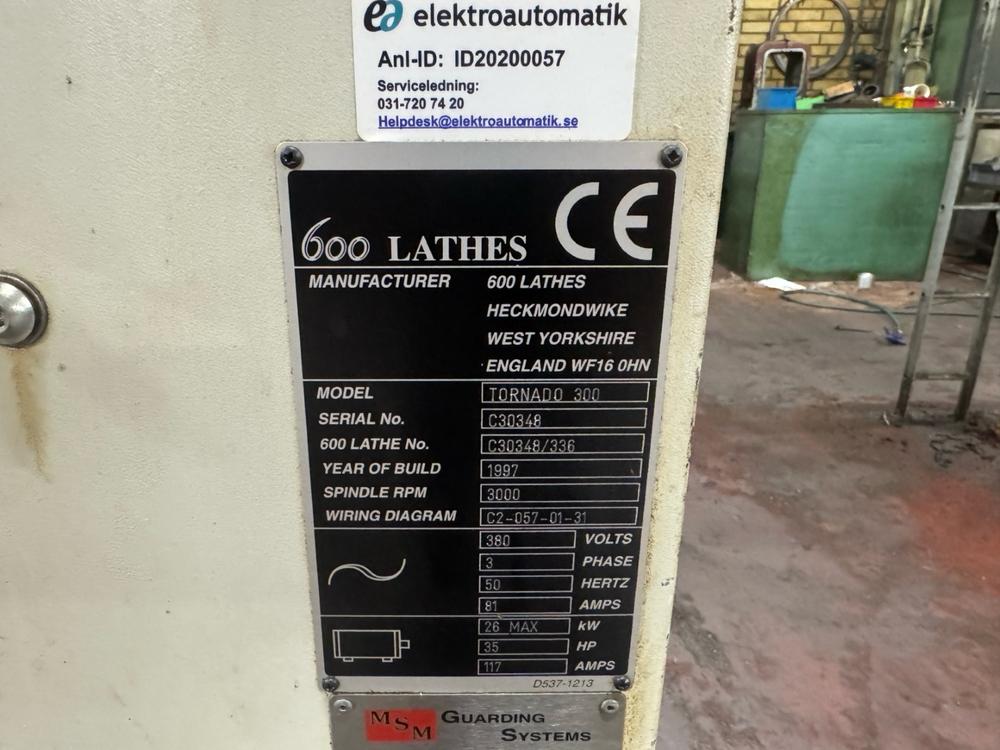 ea elektroautomatik
Anl-ID: ID20200057
Serviceledning:
031-720 74 20
Helpdesk@elektroautomatik.se
CE
600 LATHES
MANUFACTURER 600 LATHES
HECKMONDWIKE
WEST YORKSHIRE
ENGLAND WF16 0HN
MODEL TORNADO 300
SERIAL No. C30348
600 LATHE No. C30348/336
YEAR OF BUILD 1997
SPINDLE RPM 3000
WIRING DIAGRAM C2-057-01-31
380 VOLTS
3 PHASE
50 HERTZ
81 AMPS
26 MAX kW
35 HP
117 AMPS
D537-1213
MSM GUARDING
SYSTEMS